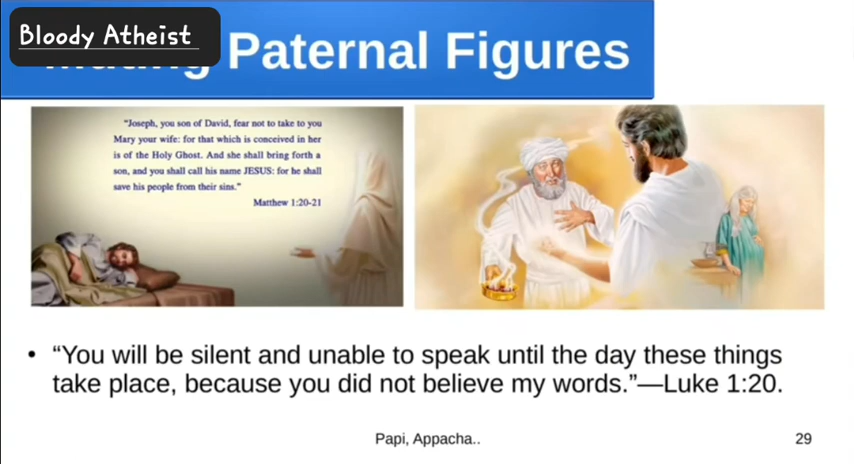 Bloody Atheist
Paternal Figures
"Joseph, you son of David, fear not to take to you
Mary your wife: for that which is conceived in her
is of the Holy Ghost. And she shall bring forth a
son, and you shall call his name JESUS: for he shall
save his people from their sins."
Matthew 1:20-21
• “You will be silent and unable to speak until the day these things
take place, because you did not believe my words.”—Luke 1:20.
Papi, Appacha..
29